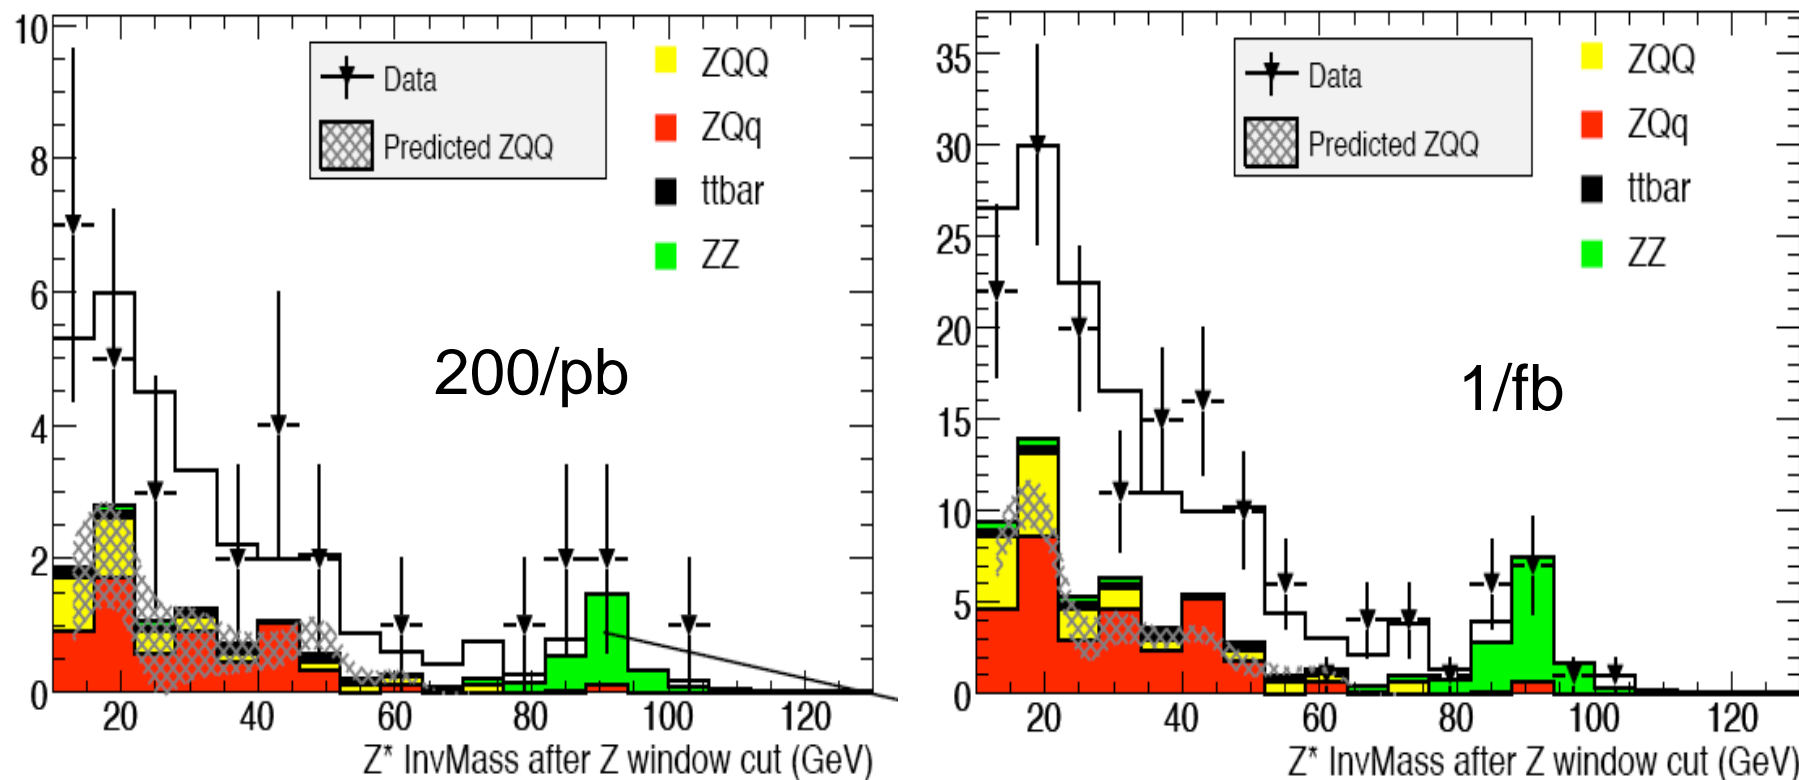 10
8
6
4
2
0
20 40 60 80 100 120
Data
Predicted ZQQ
ZQQ
ZQq
ttbar
ZZ
200/pb
Z* InvMass after Z window cut (GeV)
35
30
25
20
15
10
5
0
20 40 60 80 100 120
Data
Predicted ZQQ
ZQQ
ZQq
ttbar
ZZ
1/fb
Z* InvMass after Z window cut (GeV)